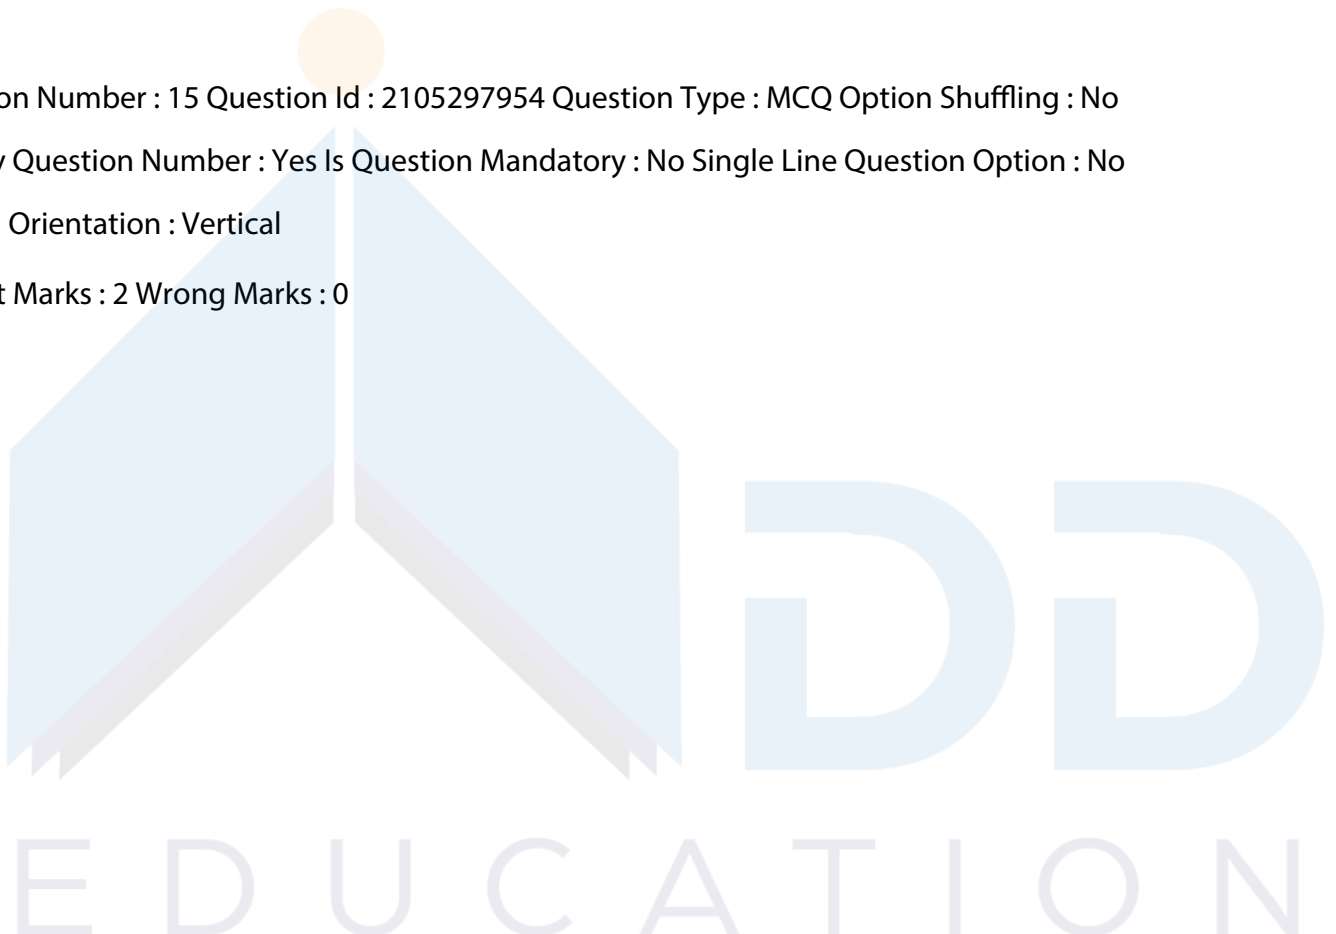 on Number : 15 Question Id : 2105297954 Question Type : MCQ Option Shuffling : No
y Question Number : Yes Is Question Mandatory : No Single Line Question Option : No
Orientation : Vertical
t Marks : 2 Wrong Marks : 0
DD
EDUCATION